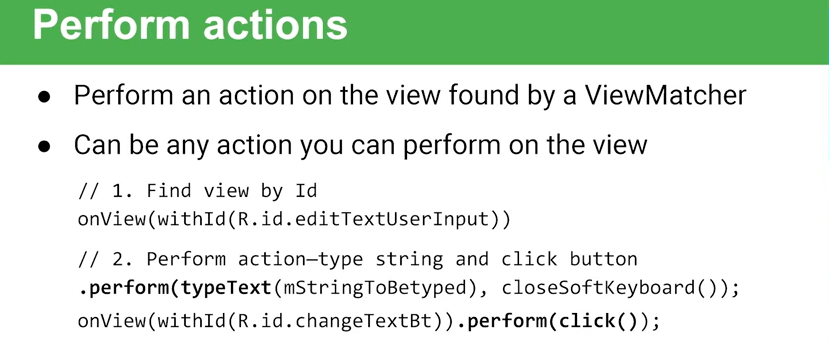 Perform actions
● Perform an action on the view found by a ViewMatcher
● Can be any action you can perform on the view
// 1. Find view by Id
onView(withId(R.id.editTextUserInput))
// 2. Perform action—type string and click button
.perform(typeText(mStringToBetyped), closeSoftKeyboard());
onView(withId(R.id.changeTextBt)).perform(click());